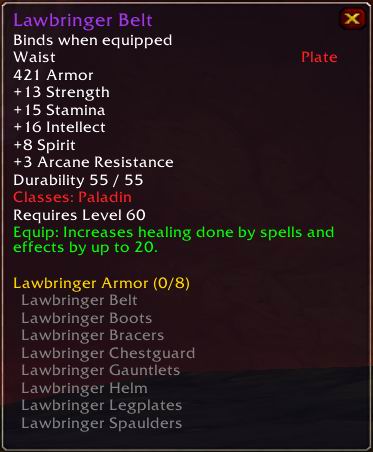 Lawbringer Belt
Binds when equipped
Waist Plate
421 Armor
+13 Strength
+15 Stamina
+16 Intellect
+8 Spirit
+3 Arcane Resistance
Durability 55 / 55
Classes: Paladin
Requires Level 60
Equip: Increases healing done by spells and
effects by up to 20.
Lawbringer Armor (0/8)
Lawbringer Belt
Lawbringer Boots
Lawbringer Bracers
Lawbringer Chestguard
Lawbringer Gauntlets
Lawbringer Helm
Lawbringer Legplates
Lawbringer Spaulders